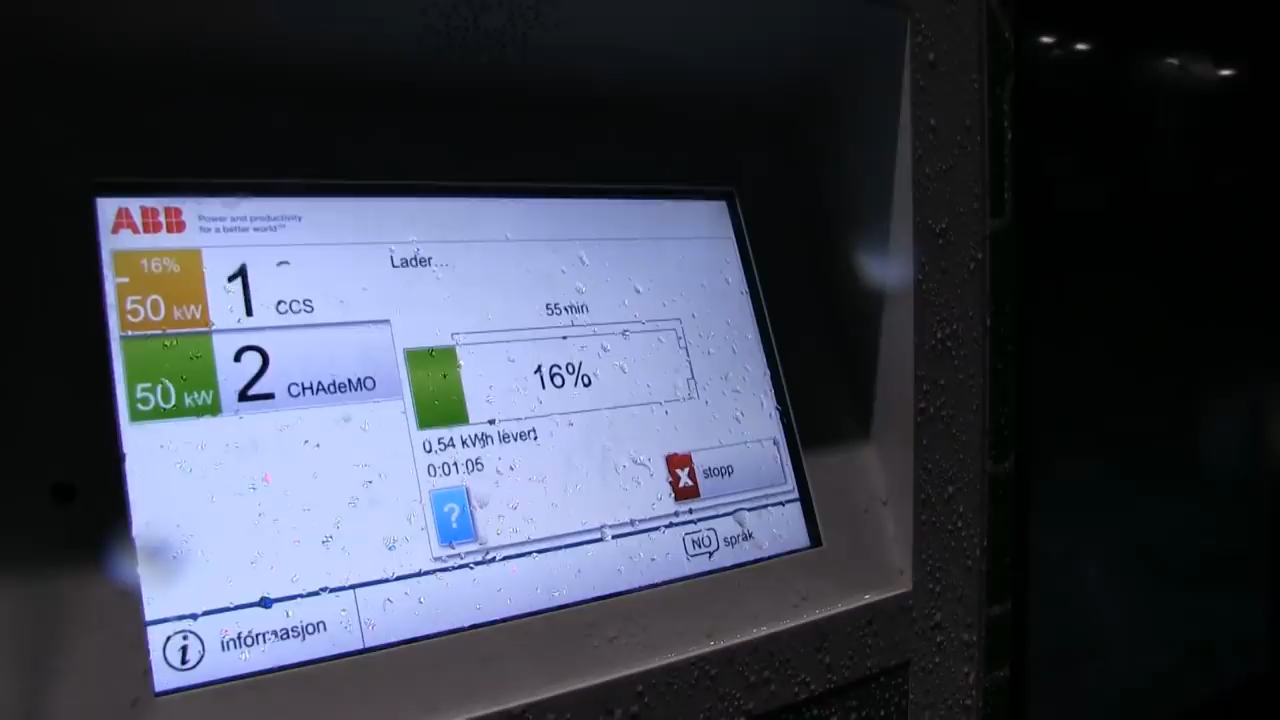 ABB
Power and productivity
for a better world™
16%
50 kW
1 CCS
50 kW
2 CHAdeMO
Lader...
55 min
16%
0,54 kWh levert
0:01:05
?
X stopp
NO språk
i informasjon